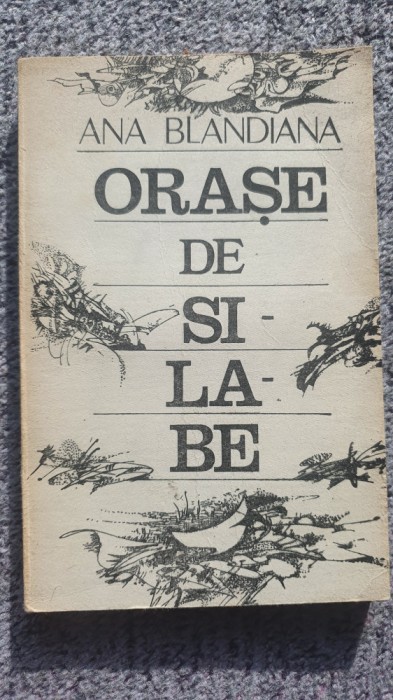 ANA BLANDIANA
ORAȘE
DE
SI-
LA-
BE